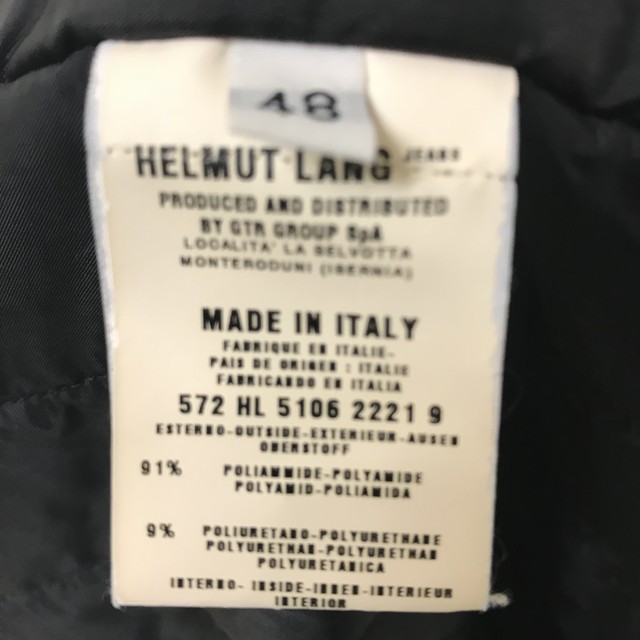 48
HELMUT LANG JEANS
PRODUCED AND DISTRIBUTED
BY GTR GROUP SpA
LOCALITA' LA SELVOTTA
MONTERODUNI (ISERNIA)
MADE IN ITALY
FABRIQUE EN ITALIE-
PAIS DE ORIGEN : ITALIE
FABRICANDO EN ITALIA
572 HL 5106 2221 9
ESTERNO-OUTSIDE-EXTERIEUR-AUSEN
OBERSTOFF
91% POLIAMMIDE-POLYAMIDE
POLYAMID-POLIAMIDA
9% POLIURETANO-POLYURETHANE
POLYURETHAN-POLYURETHAN
POLYURETANICA
INTERNO- INSIDE-INNEN-INTERIEUR
INTERIOR